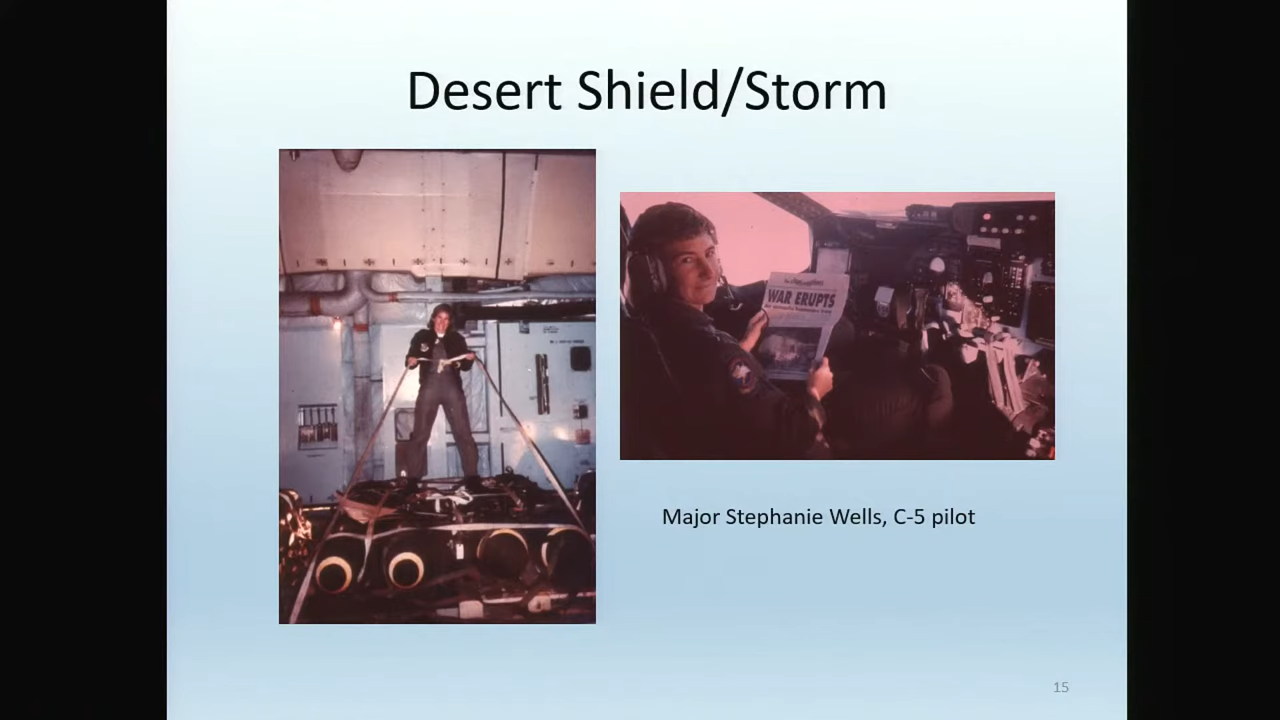 Desert Shield/Storm
WAR ERUPTS
Major Stephanie Wells, C-5 pilot
15